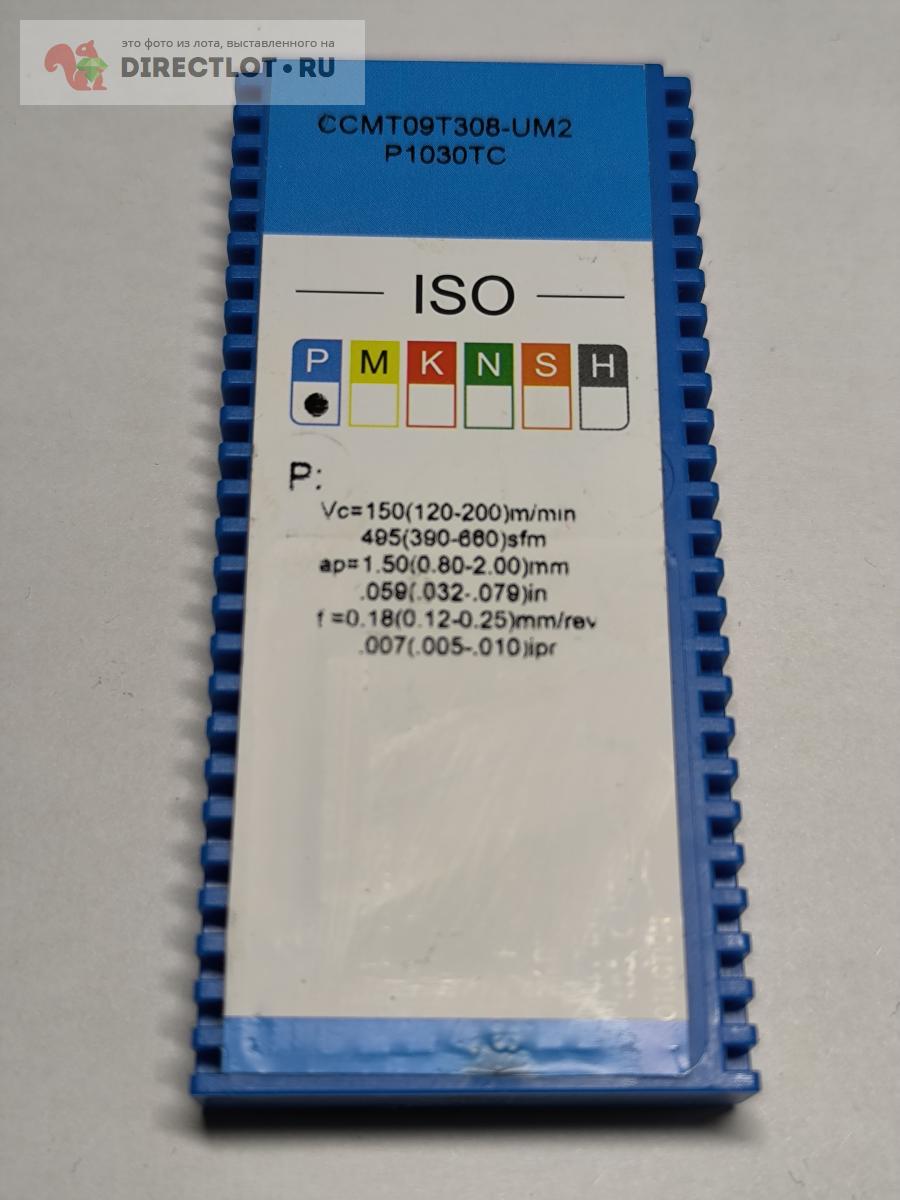 это фото из лота, выставленного на
DIRECTLOT•RU
CCMT09T308-UM2
P1030TC
ISO
P M K N S H
P:
Vc=150(120-200)m/min
495(390-660)sfm
ap=1.50(0.80-2.00)mm
.059(.032-.079)in
f =0.18(0.12-0.25)mm/rev
.007(.005-.010)ipr